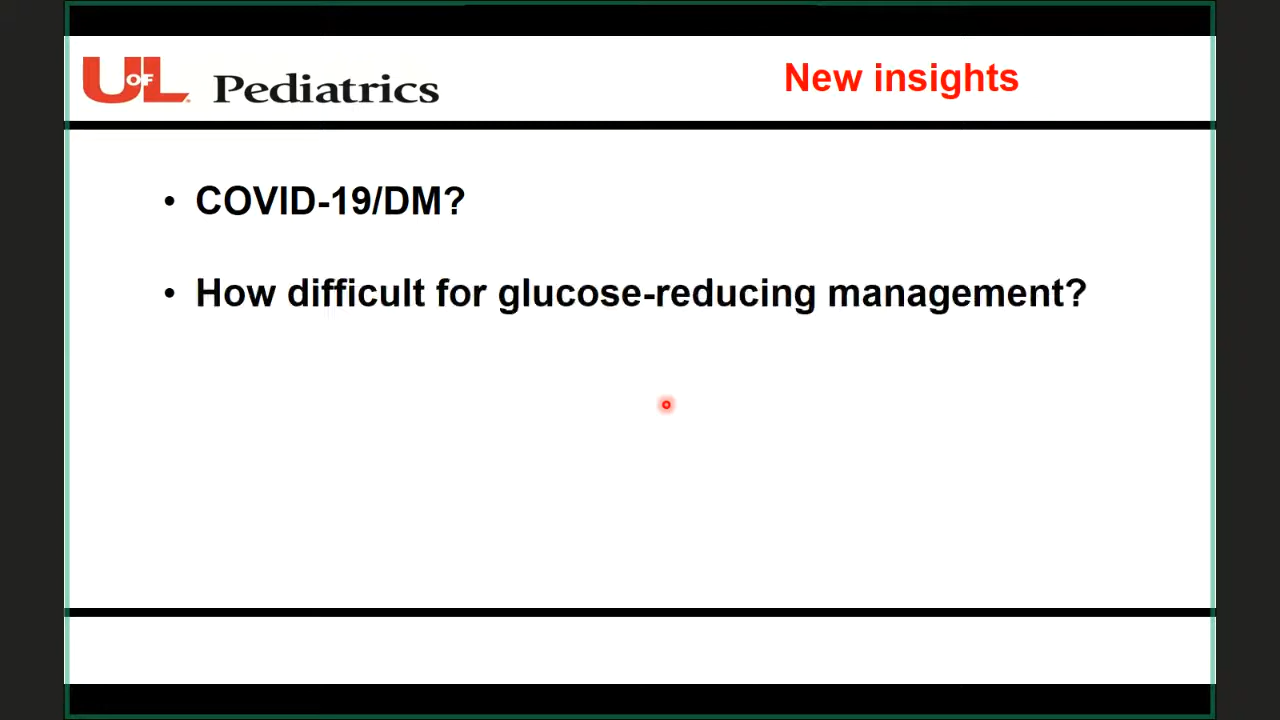 UofL Pediatrics
New insights
• COVID-19/DM?
• How difficult for glucose-reducing management?